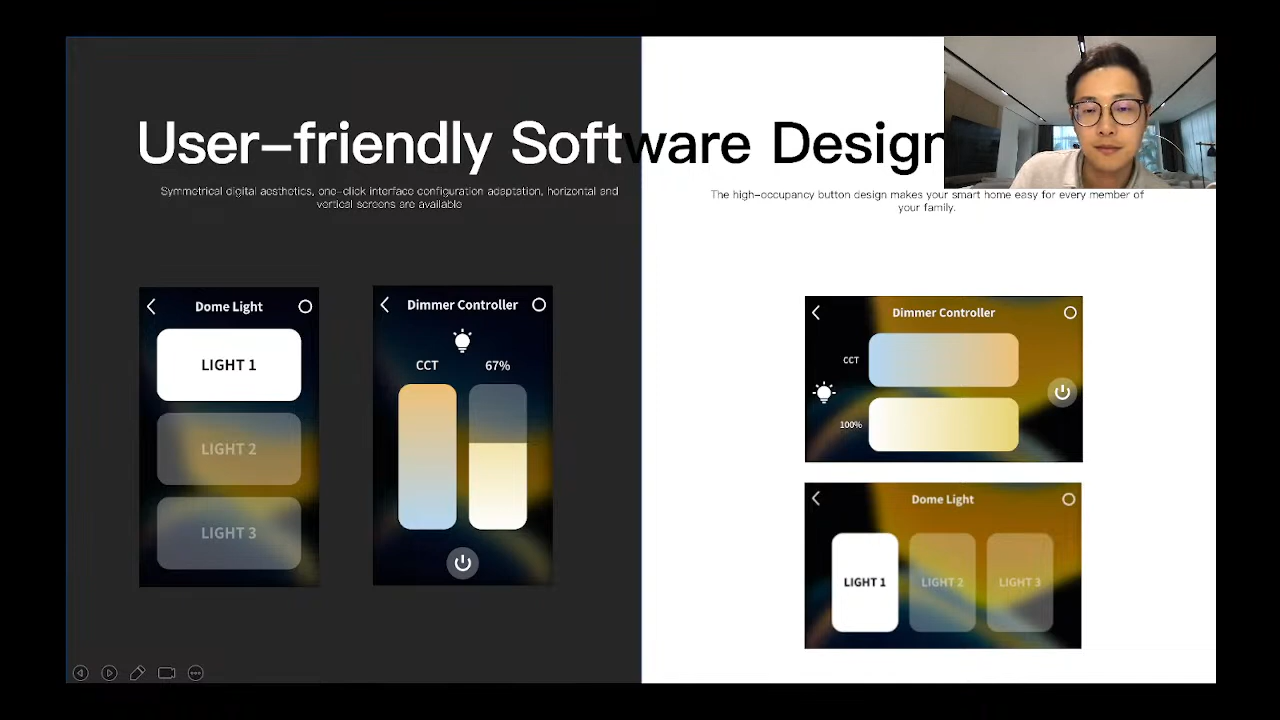 User-friendly Software Design
Symmetrical digital aesthetics, one-click interface configuration adaptation, horizontal and
vertical screens are available
The high-occupancy button design makes your smart home easy for every member of
your family.
Dome Light
LIGHT 1
LIGHT 2
LIGHT 3
Dimmer Controller
CCT 67%
Dimmer Controller
CCT
100%
Dome Light
LIGHT 1 LIGHT 2 LIGHT 3